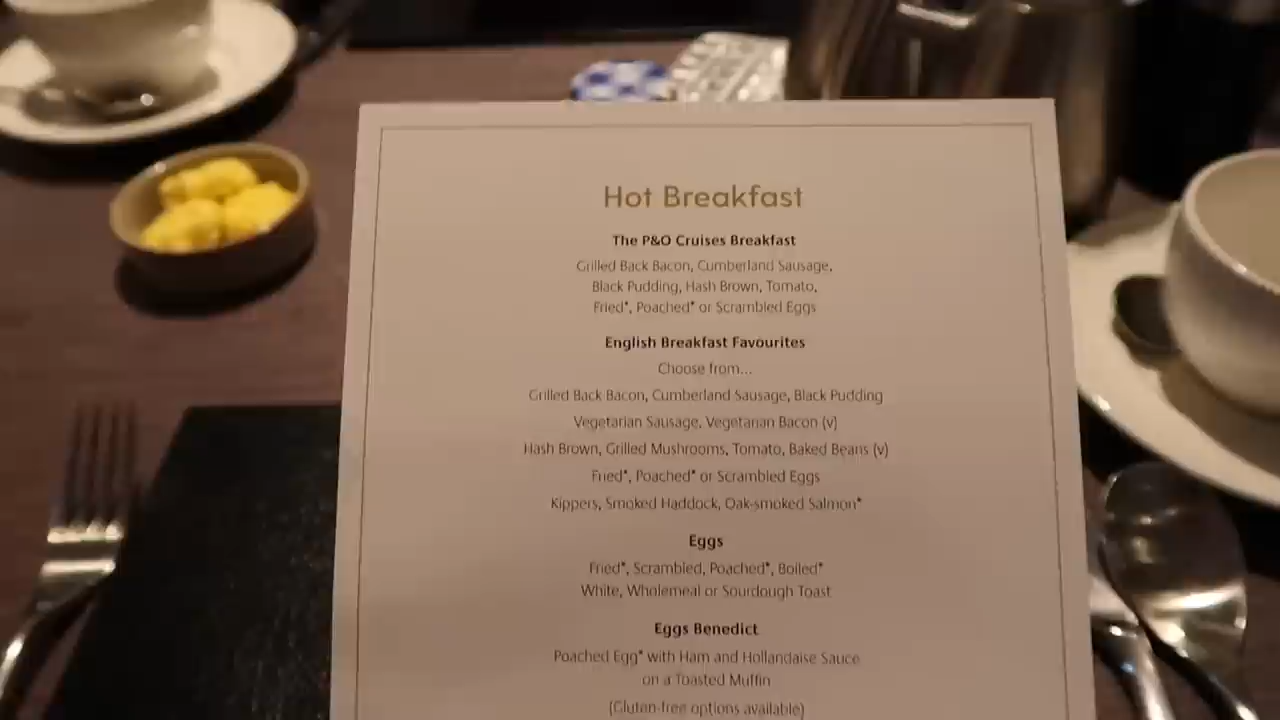 Hot Breakfast
The P&O Cruises Breakfast
Grilled Back Bacon, Cumberland Sausage,
Black Pudding, Hash Brown, Tomato,
Fried*, Poached* or Scrambled Eggs
English Breakfast Favourites
Choose from...
Grilled Back Bacon, Cumberland Sausage, Black Pudding
Vegetarian Sausage, Vegetarian Bacon (v)
Hash Brown, Grilled Mushrooms, Tomato, Baked Beans (v)
Fried*, Poached* or Scrambled Eggs
Kippers, Smoked Haddock, Oak-smoked Salmon*
Eggs
Fried*, Scrambled, Poached*, Boiled*
White, Wholemeal or Sourdough Toast
Eggs Benedict
Poached Egg* with Ham and Hollandaise Sauce
on a Toasted Muffin
(Gluten-free options available)